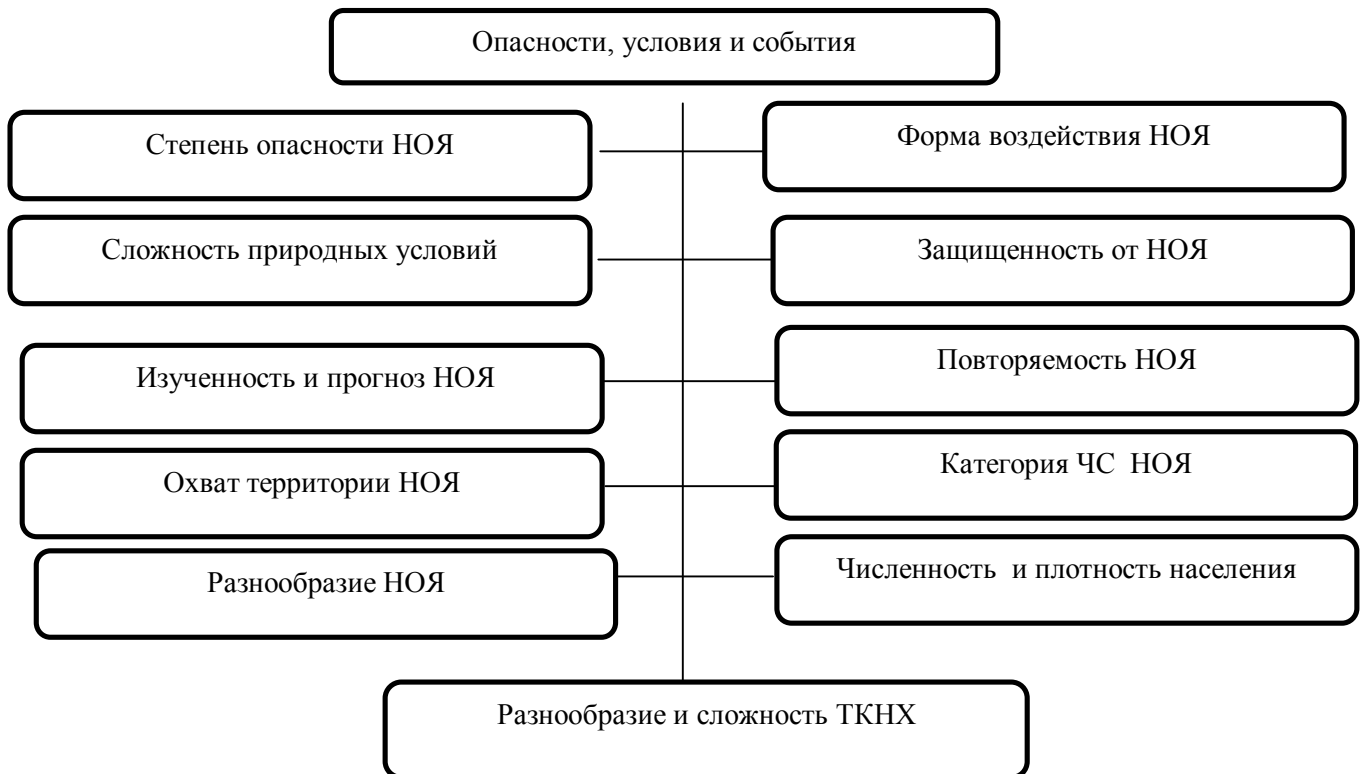 Опасности, условия и события
Степень опасности НОЯ
Форма воздействия НОЯ
Сложность природных условий
Защищенность от НОЯ
Изученность и прогноз НОЯ
Повторяемость НОЯ
Охват территории НОЯ
Категория ЧС НОЯ
Разнообразие НОЯ
Численность и плотность населения
Разнообразие и сложность ТКНХ